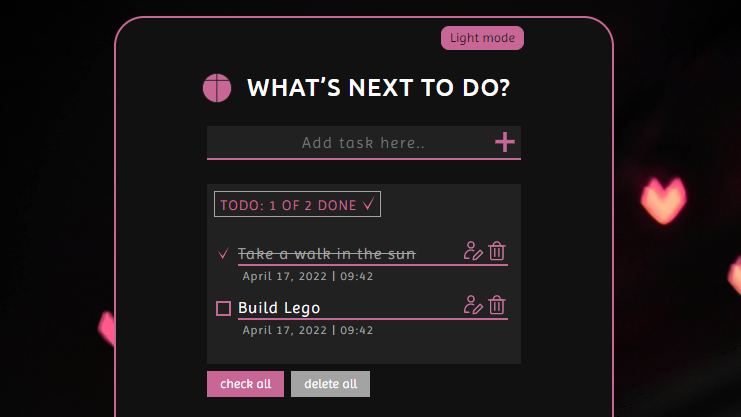 Light mode
WHAT'S NEXT TO DO?
Add task here..
TODO: 1 OF 2 DONE
Take a walk in the sun
April 17, 2022 | 09:42
Build Lego
April 17, 2022 | 09:42
check all
delete all